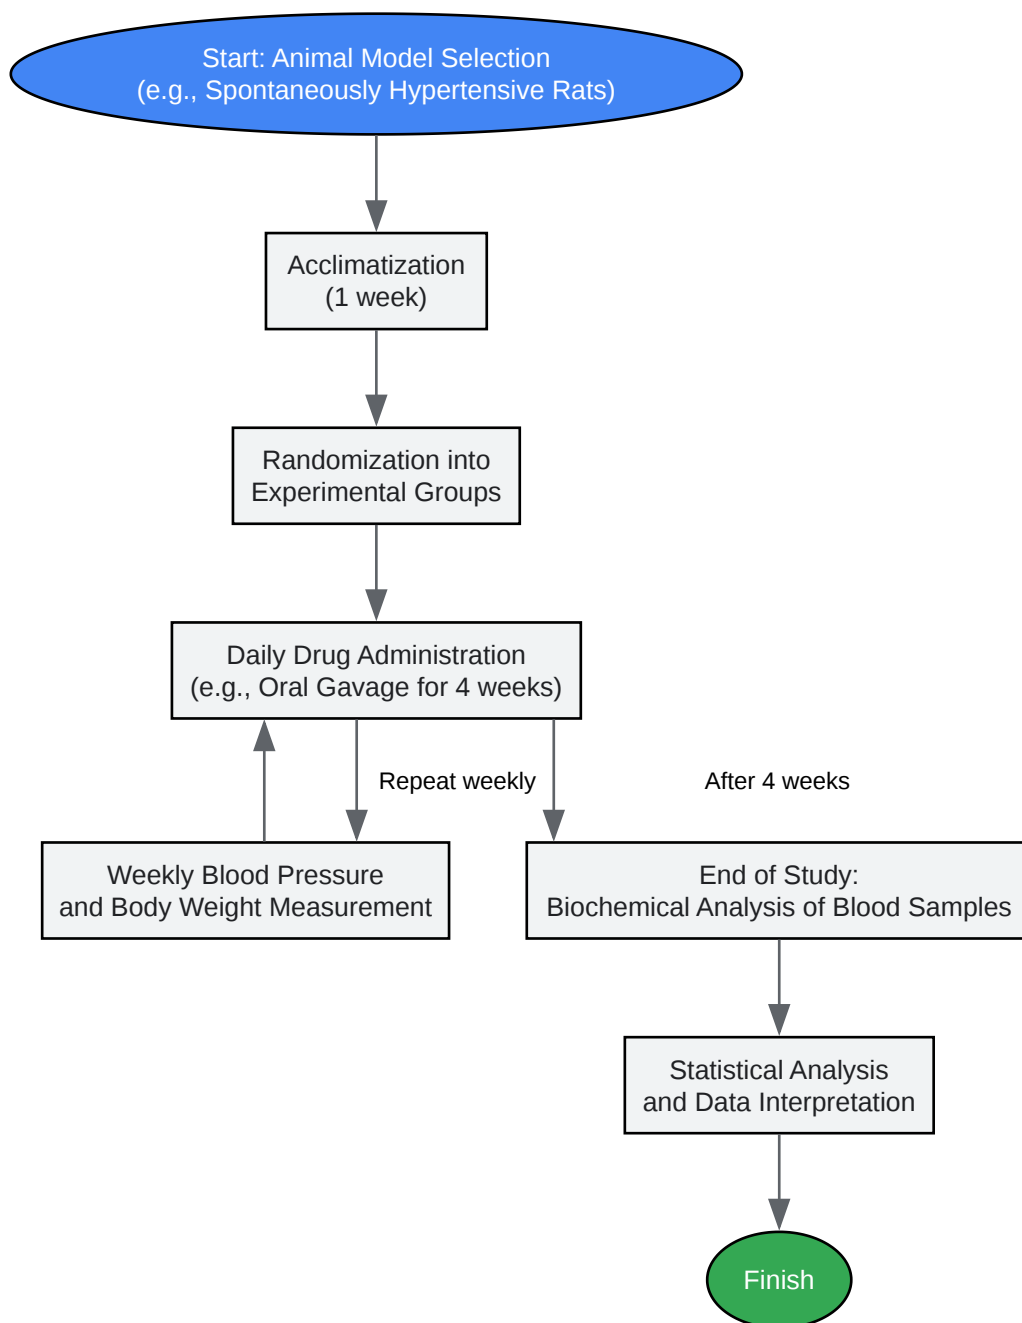 Start: Animal Model Selection
(e.g., Spontaneously Hypertensive Rats)
Acclimatization
(1 week)
Randomization into
Experimental Groups
Daily Drug Administration
(e.g., Oral Gavage for 4 weeks)
Repeat weekly
After 4 weeks
Weekly Blood Pressure
and Body Weight Measurement
End of Study:
Biochemical Analysis of Blood Samples
Statistical Analysis
and Data Interpretation
Finish